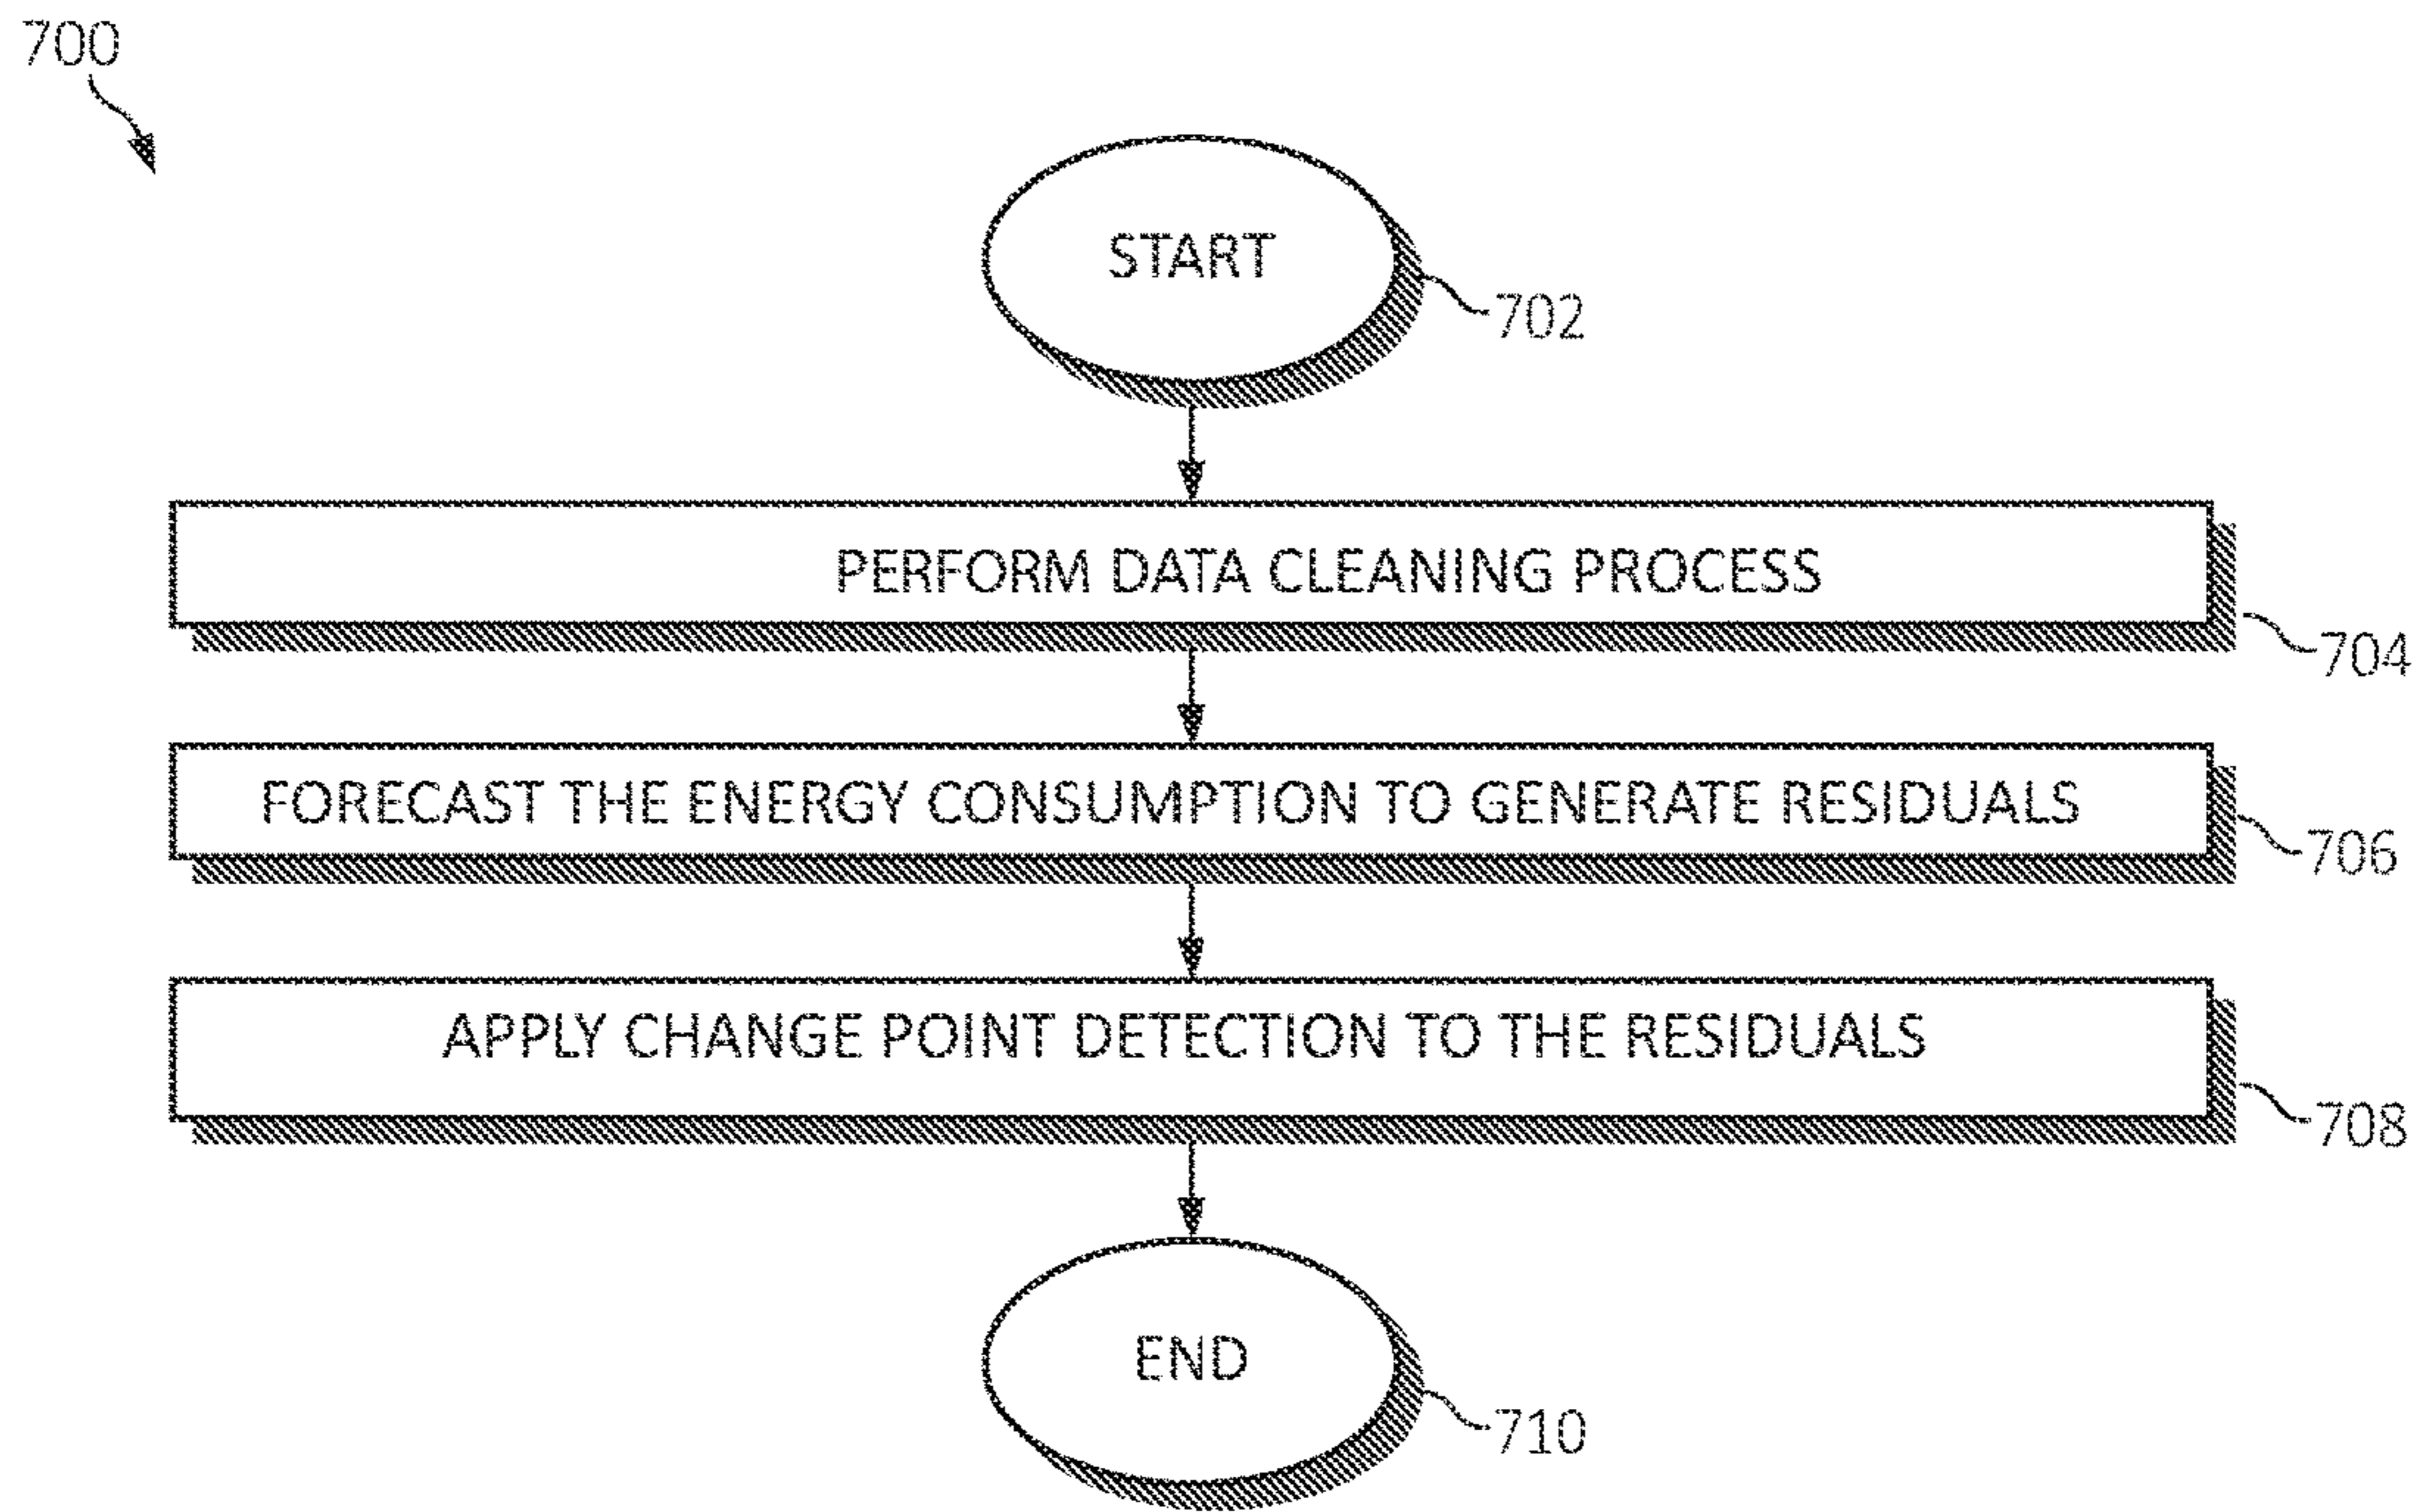 700
START
702
PERFORM DATA CLEANING PROCESS
704
FORECAST THE ENERGY CONSUMPTION TO GENERATE RESIDUALS
706
APPLY CHANGE POINT DETECTION TO THE RESIDUALS
708
END
710